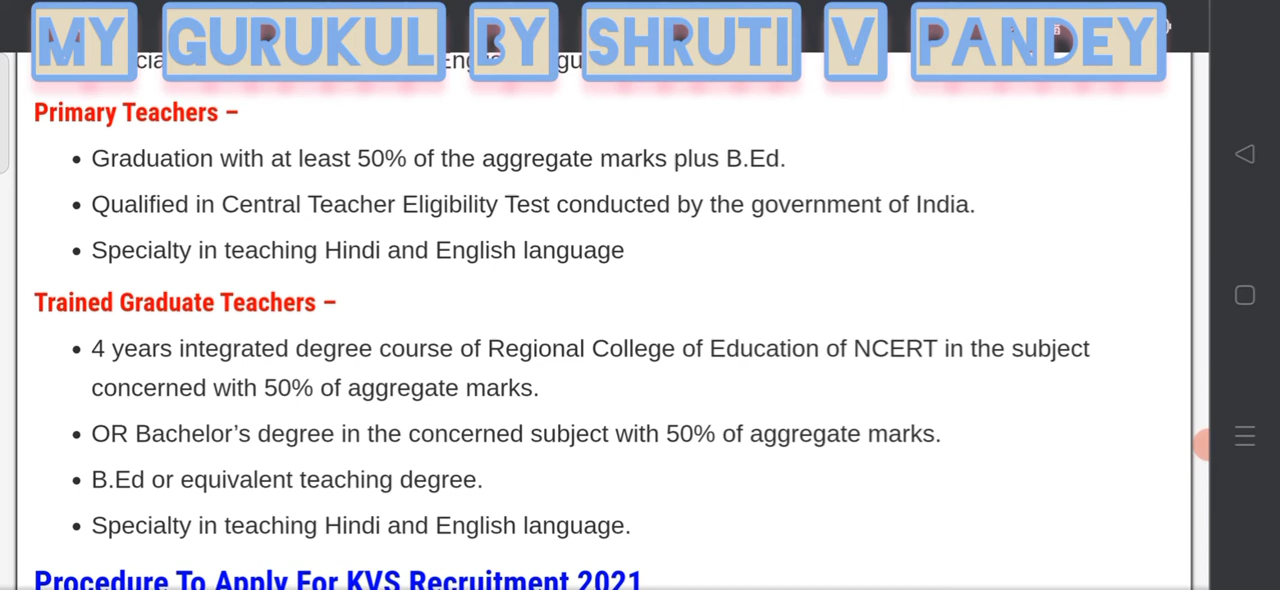 MY GURUKUL BY SHRUTI V PANDEY
Primary Teachers –
• Graduation with at least 50% of the aggregate marks plus B.Ed.
• Qualified in Central Teacher Eligibility Test conducted by the government of India.
• Specialty in teaching Hindi and English language
Trained Graduate Teachers –
• 4 years integrated degree course of Regional College of Education of NCERT in the subject
concerned with 50% of aggregate marks.
• OR Bachelor’s degree in the concerned subject with 50% of aggregate marks.
• B.Ed or equivalent teaching degree.
• Specialty in teaching Hindi and English language.
Procedure To Apply For KVS Recruitment 2021